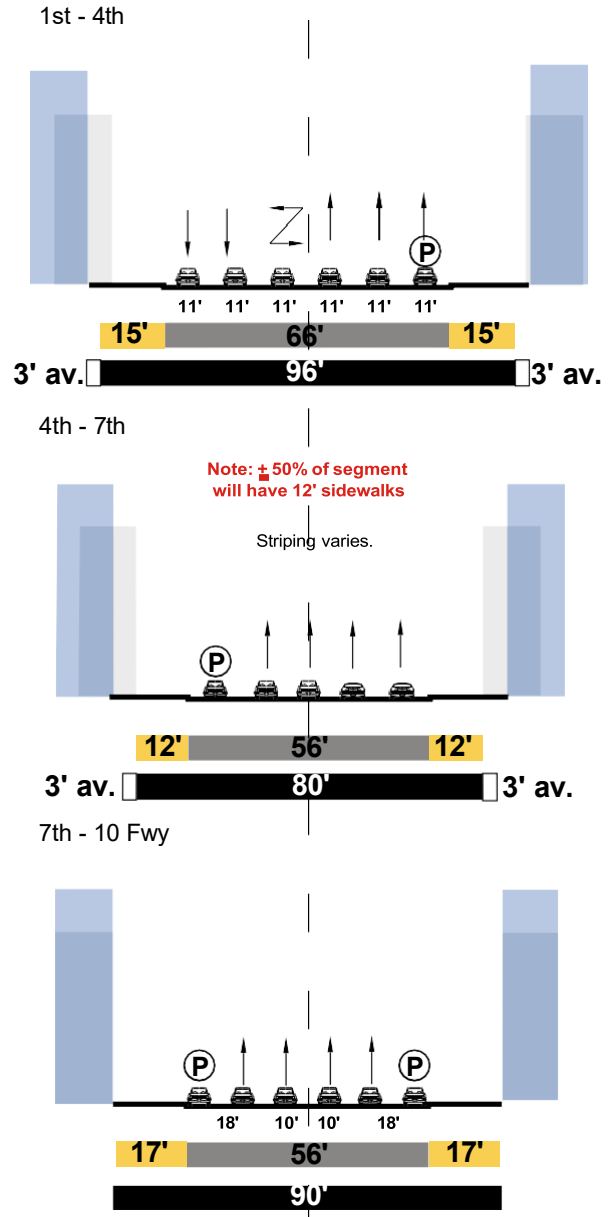 1st - 4th
P
11' 11' 11' 11' 11' 11'
15' 66' 15'
3' av. 96' 3' av.
4th - 7th
Note: ± 50% of segment
will have 12' sidewalks
Striping varies.
P
12' 56' 12'
3' av. 80' 3' av.
7th - 10 Fwy
P P
18' 10' 10' 18'
17' 56' 17'
90'